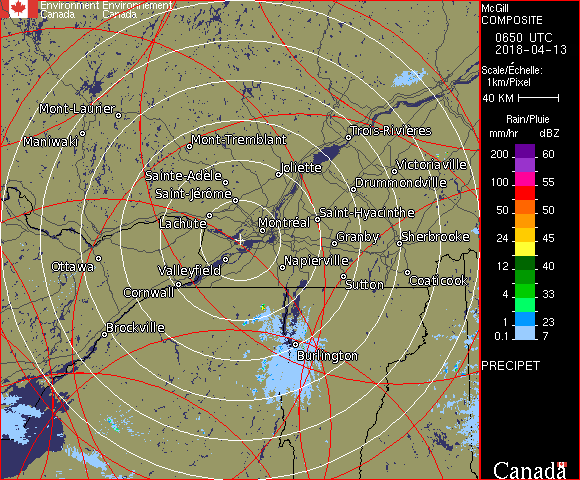 Environment Environnement
Canada Canada
McGill
COMPOSITE
0650 UTC
2018-04-13
Scale/Échelle:
1km/Pixel
40 KM
Rain/Pluie
mm/hr dBZ
200 60
100 55
50 50
24 45
12 40
4 33
1 23
0.1 7
PRECIPET
Canada
Mont-Laurier
Maniwaki
Mont-Tremblant
Trois-Rivières
Joliette
Victoriaville
Sainte-Adèle
Drummondville
Saint-Jérôme
Saint-Hyacinthe
Lachute
Montréal
Granby
Sherbrooke
Ottawa
Valleyfield
Napierville
Cornwall
Sutton
Coaticook
Brockville
Burlington